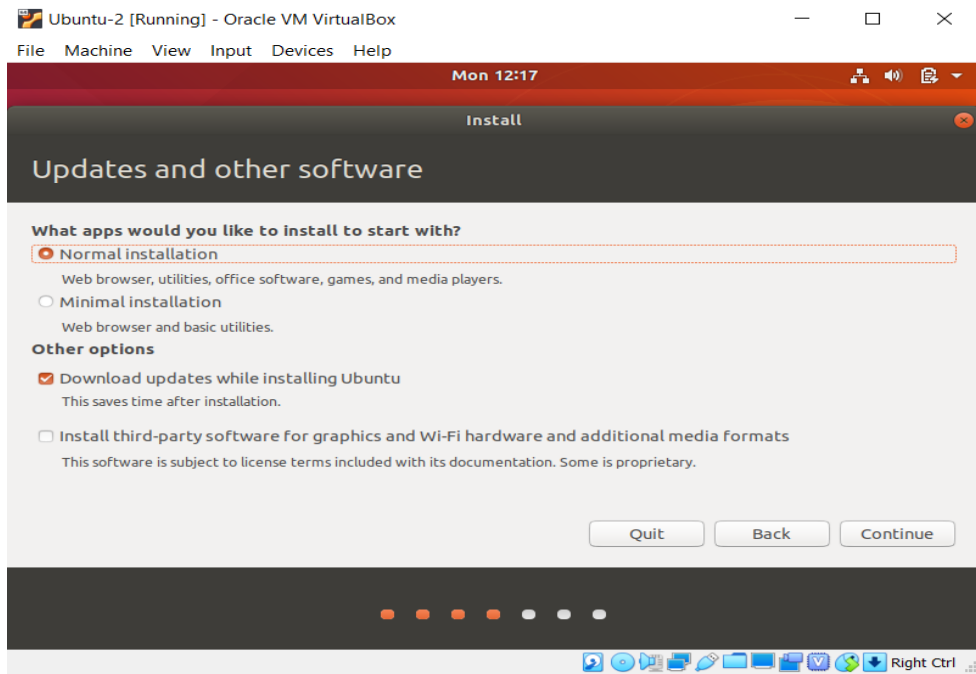 Ubuntu-2 [Running] - Oracle VM VirtualBox
File Machine View Input Devices Help
Mon 12:17
Install
Updates and other software
What apps would you like to install to start with?
Normal installation
Web browser, utilities, office software, games, and media players.
Minimal installation
Web browser and basic utilities.
Other options
Download updates while installing Ubuntu
This saves time after installation.
Install third-party software for graphics and Wi-Fi hardware and additional media formats
This software is subject to license terms included with its documentation. Some is proprietary.
Quit Back Continue
Right Ctrl